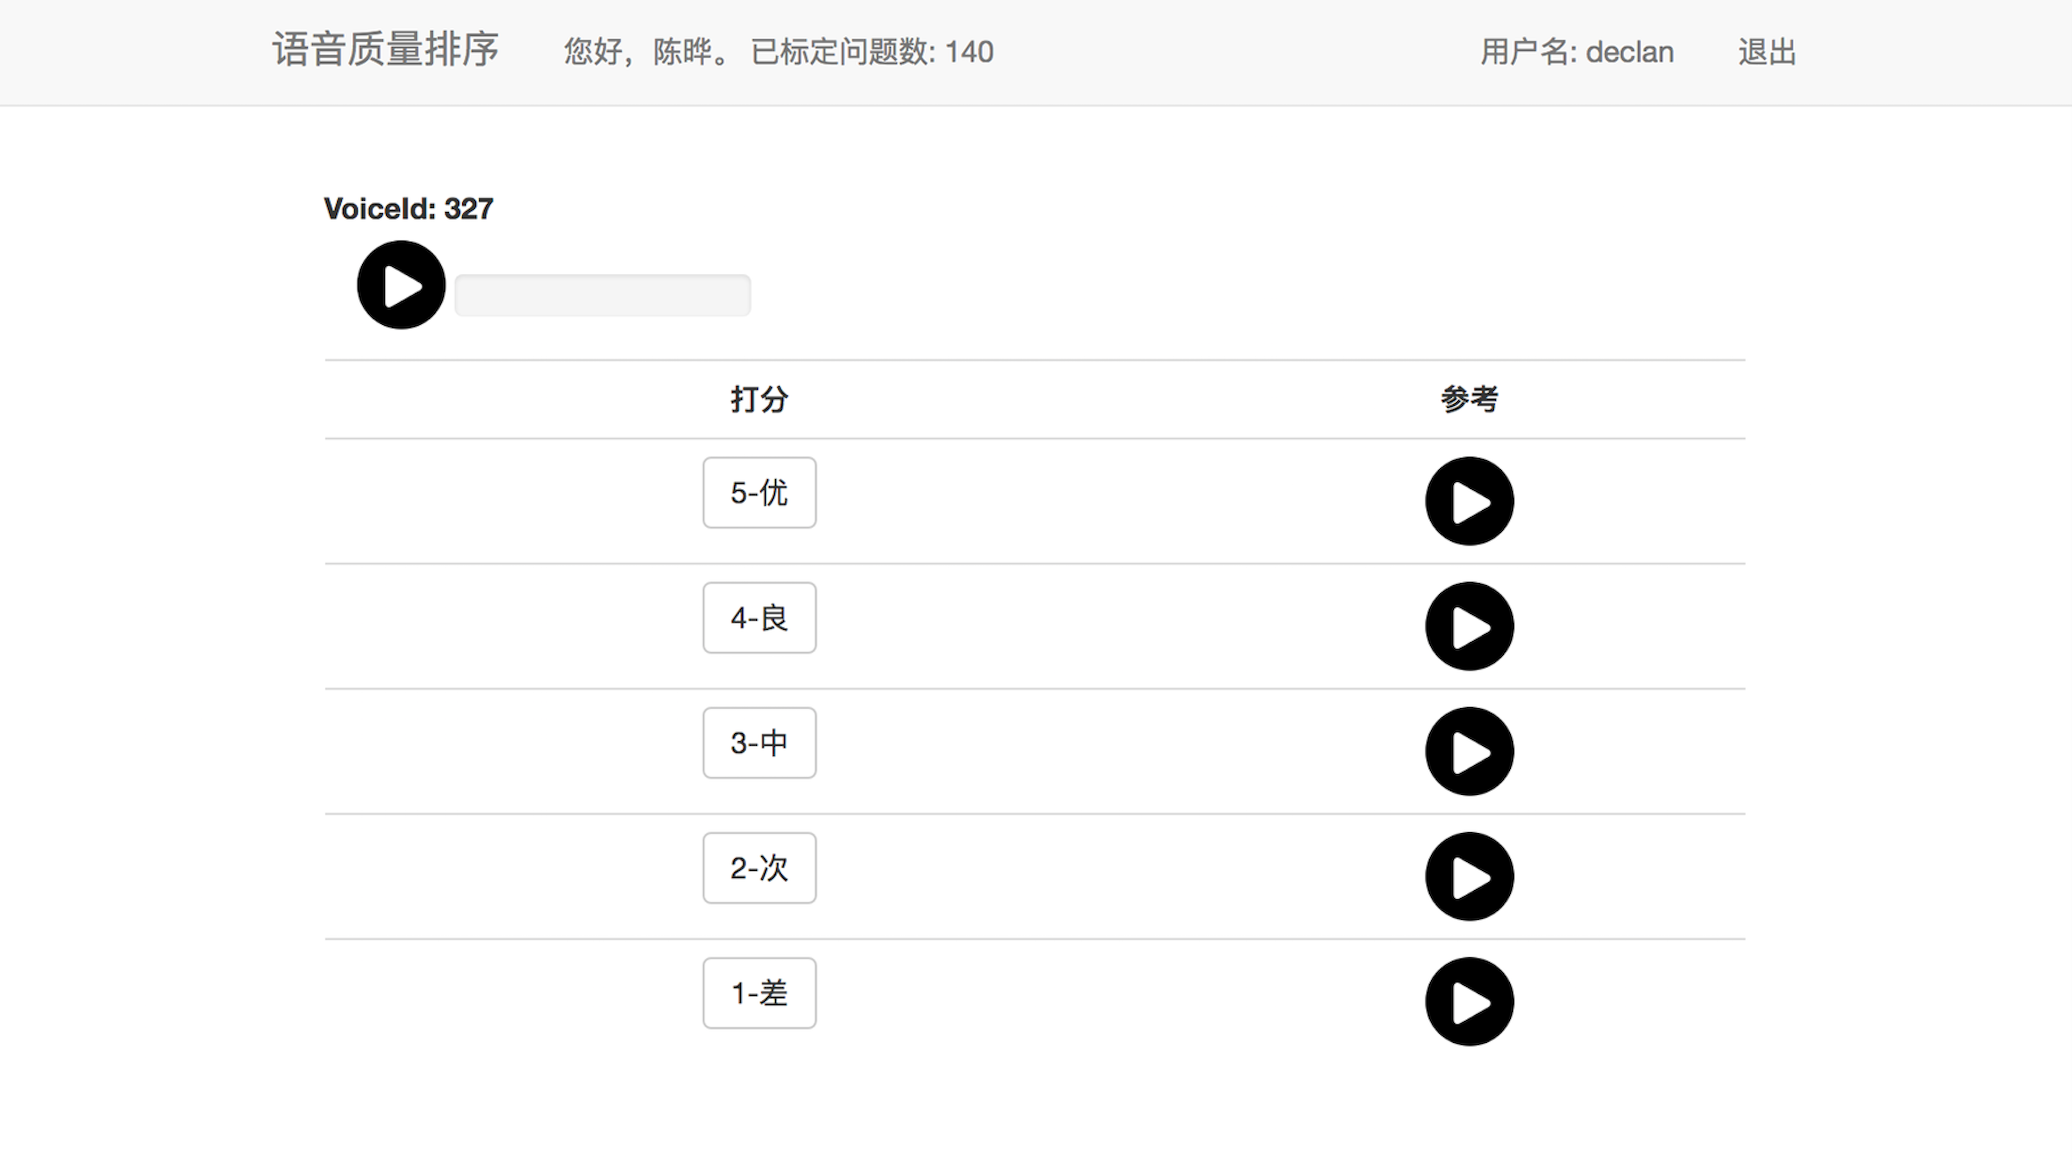 语音质量排序 您好，陈晔。 已标定问题数: 140 用户名: declan 退出
VoiceId: 327
打分 参考
5-优
4-良
3-中
2-次
1-差